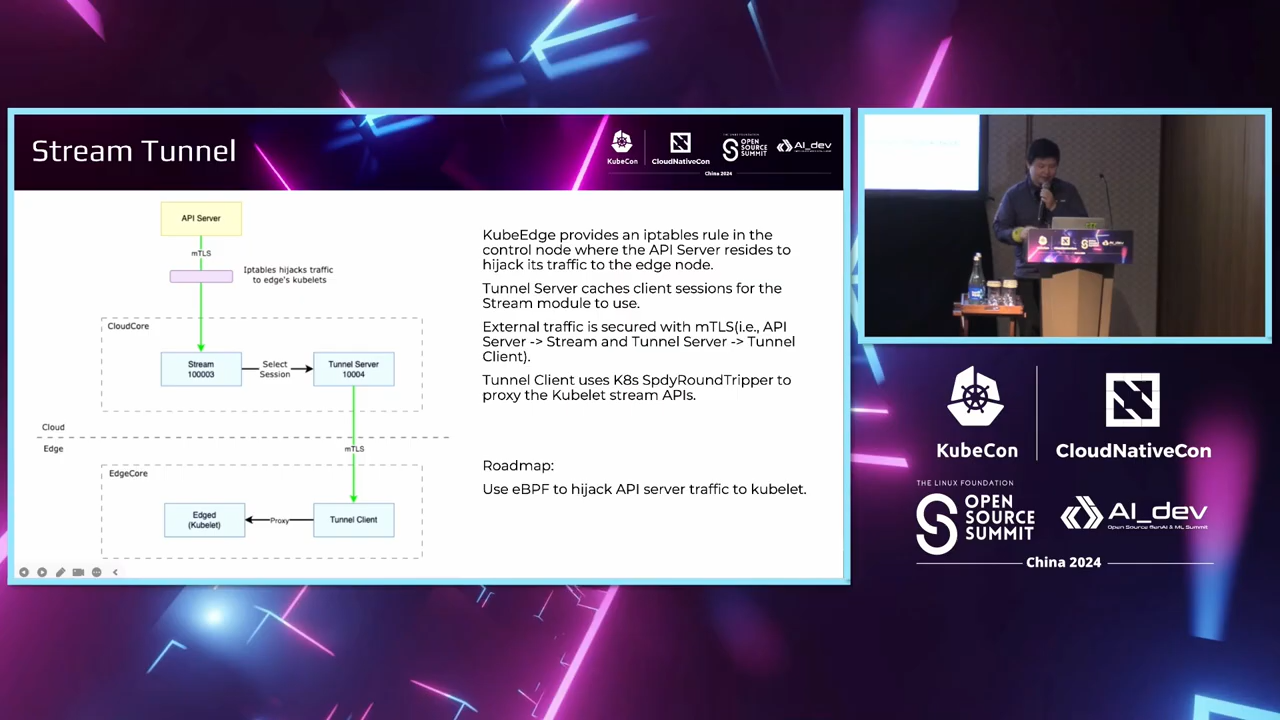 Stream Tunnel
KubeCon
CloudNativeCon
THE LINUX FOUNDATION
OPEN
SOURCE
SUMMIT
AI_dev
China 2024
API Server
mTLS
Iptables hijacks traffic
to edge's kubelets
CloudCore
Stream
100003
Select
Session
Tunnel Server
10004
Cloud
Edge
mTLS
EdgeCore
Edged
(Kubelet)
Proxy
Tunnel Client
KubeEdge provides an iptables rule in the
control node where the API Server resides to
hijack its traffic to the edge node.
Tunnel Server caches client sessions for the
Stream module to use.
External traffic is secured with mTLS(i.e., API
Server -> Stream and Tunnel Server -> Tunnel
Client).
Tunnel Client uses K8s SpdyRoundTripper to
proxy the Kubelet stream APIs.
Roadmap:
Use eBPF to hijack API server traffic to kubelet.
KubeCon
CloudNativeCon
THE LINUX FOUNDATION
OPEN
SOURCE
SUMMIT
AI_dev
Open Source GenAI & ML Summit
China 2024